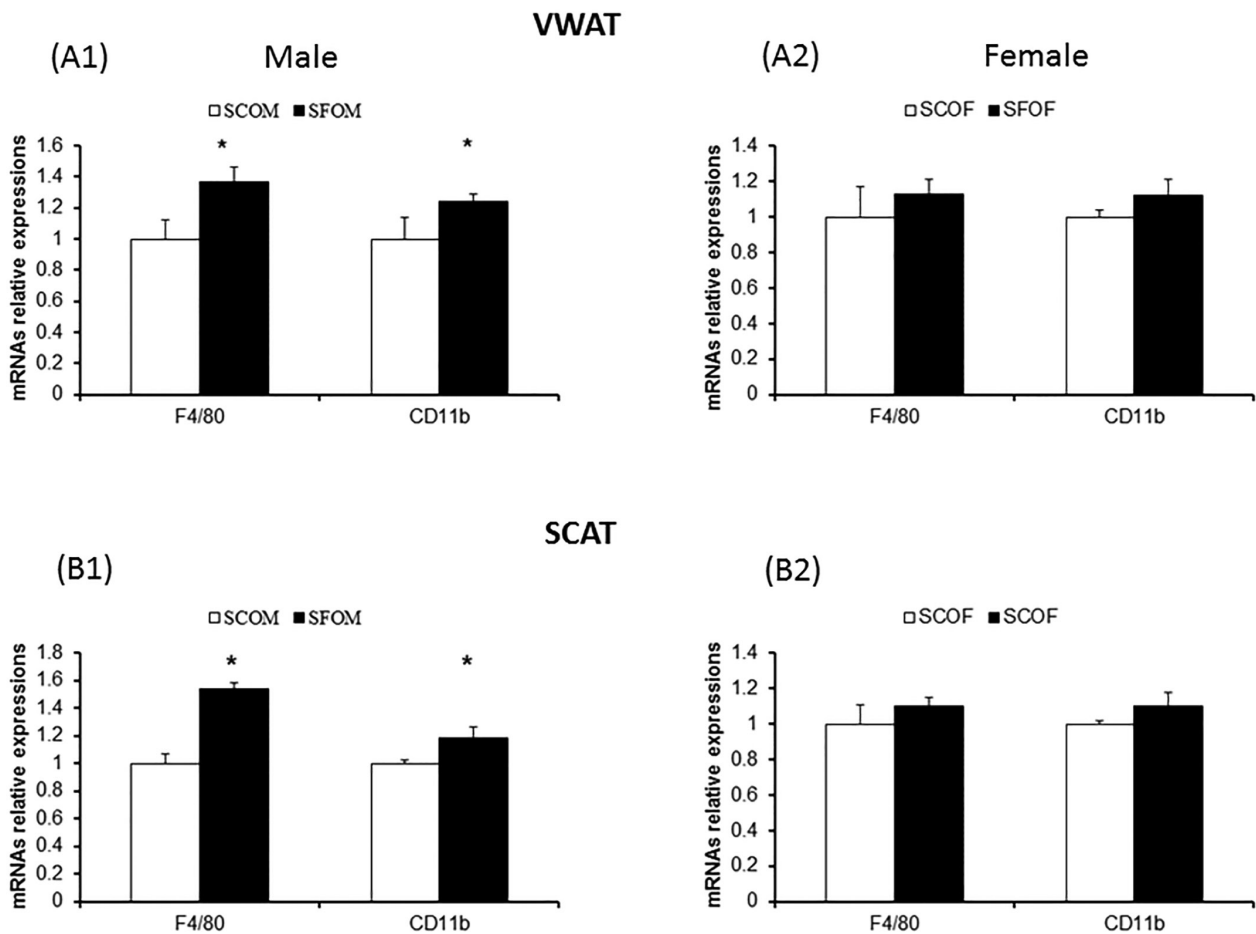 VWAT
(A1) Male
SCOM SFOM
mRNAs relative expressions
1.6
1.4
1.2
1
0.8
0.6
0.4
0.2
0
* *
F4/80 CD11b
(A2) Female
SCOF SFOF
mRNAs relative expressions
1.4
1.2
1
0.8
0.6
0.4
0.2
0
F4/80 CD11b
SCAT
(B1)
SCOM SFOM
mRNAs relative expressions
1.8
1.6
1.4
1.2
1
0.8
0.6
0.4
0.2
0
* *
F4/80 CD11b
(B2)
SCOF SCOF
mRNAs relative expressions
1.4
1.2
1
0.8
0.6
0.4
0.2
0
F4/80 CD11b